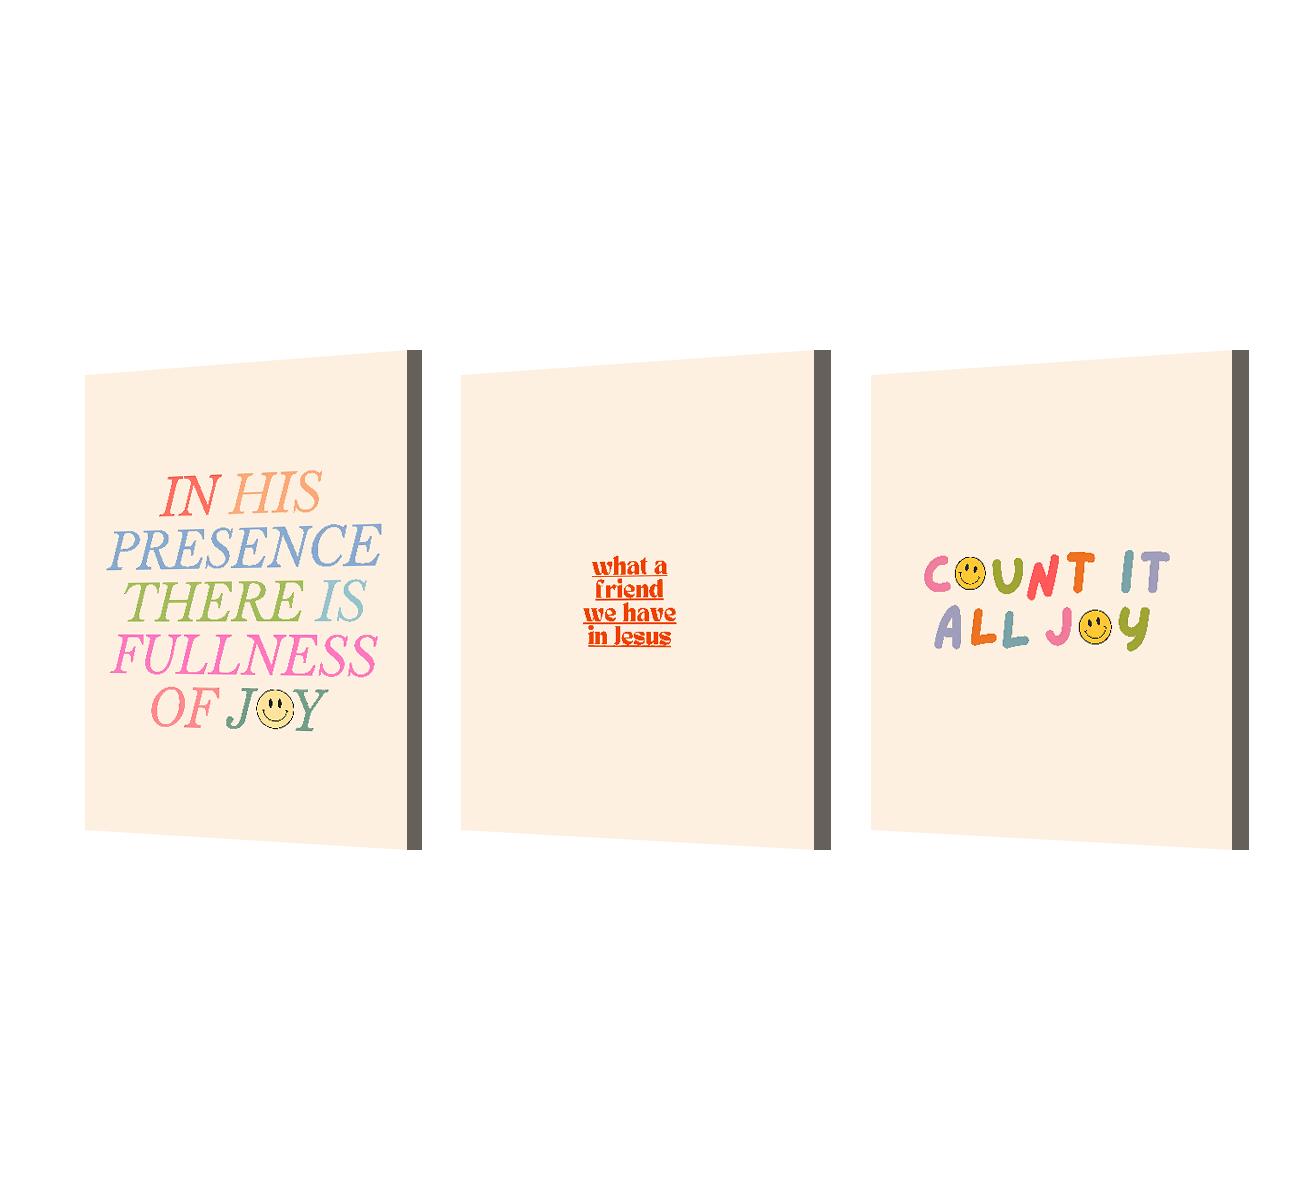 IN HIS
PRESENCE
THERE IS
FULLNESS
OF JOY
what a
friend
we have
in Jesus
COUNT IT
ALL JOY